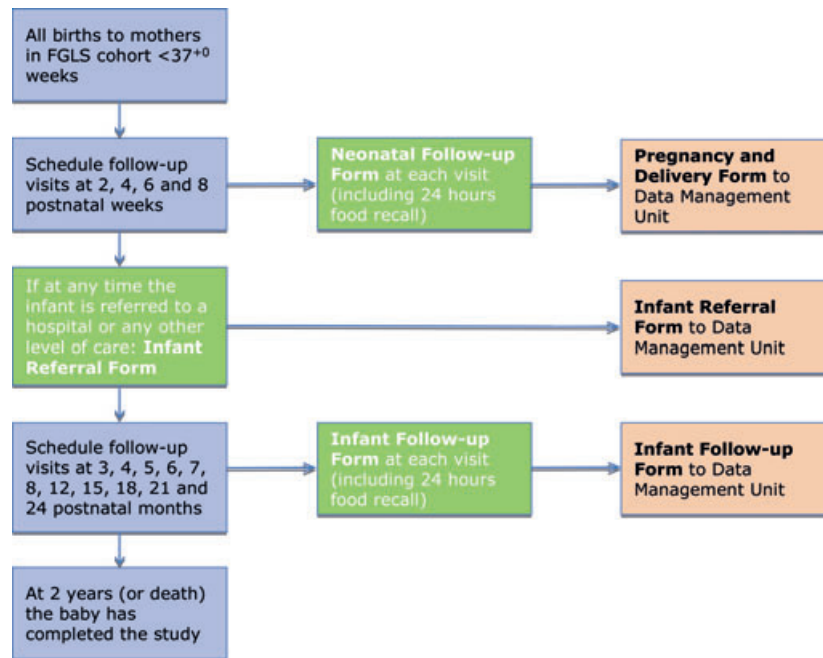 All births to mothers
in FGLS cohort <37⁺⁰
weeks
Schedule follow-up
visits at 2, 4, 6 and 8
postnatal weeks
Neonatal Follow-up
Form at each visit
(including 24 hours
food recall)
Pregnancy and
Delivery Form to
Data Management
Unit
If at any time the
infant is referred to a
hospital or any other
level of care: Infant
Referral Form
Infant Referral
Form to Data
Management Unit
Schedule follow-up
visits at 3, 4, 5, 6, 7,
8, 12, 15, 18, 21 and
24 postnatal months
Infant Follow-up
Form at each visit
(including 24 hours
food recall)
Infant Follow-up
Form to Data
Management Unit
At 2 years (or death)
the baby has
completed the study